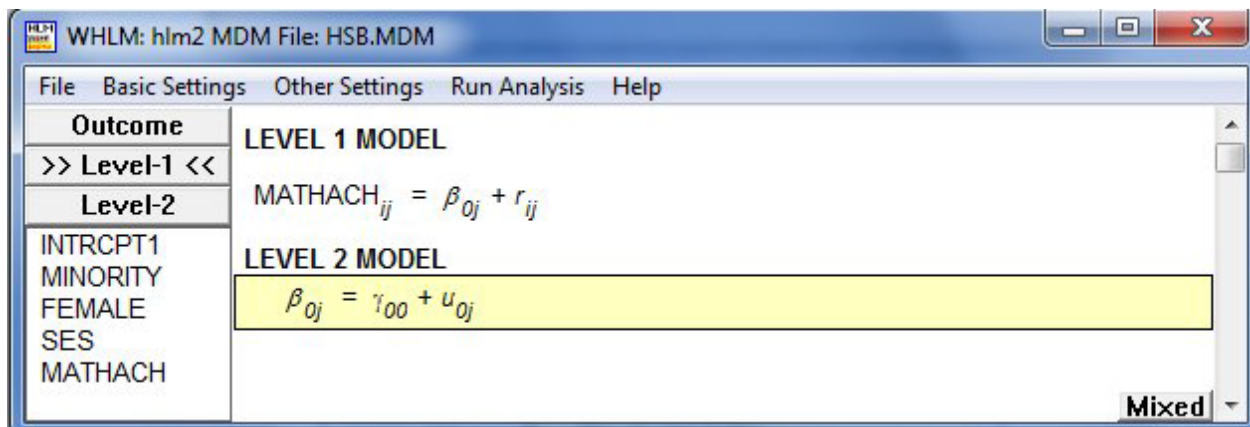 HLM
WHLM: hlm2 MDM File: HSB.MDM
File Basic Settings Other Settings Run Analysis Help
Outcome
>> Level-1 <<
Level-2
INTRCPT1
MINORITY
FEMALE
SES
MATHACH
LEVEL 1 MODEL
MATHACH_ij = β_0j + r_ij
LEVEL 2 MODEL
β_0j = γ_00 + u_0j
Mixed